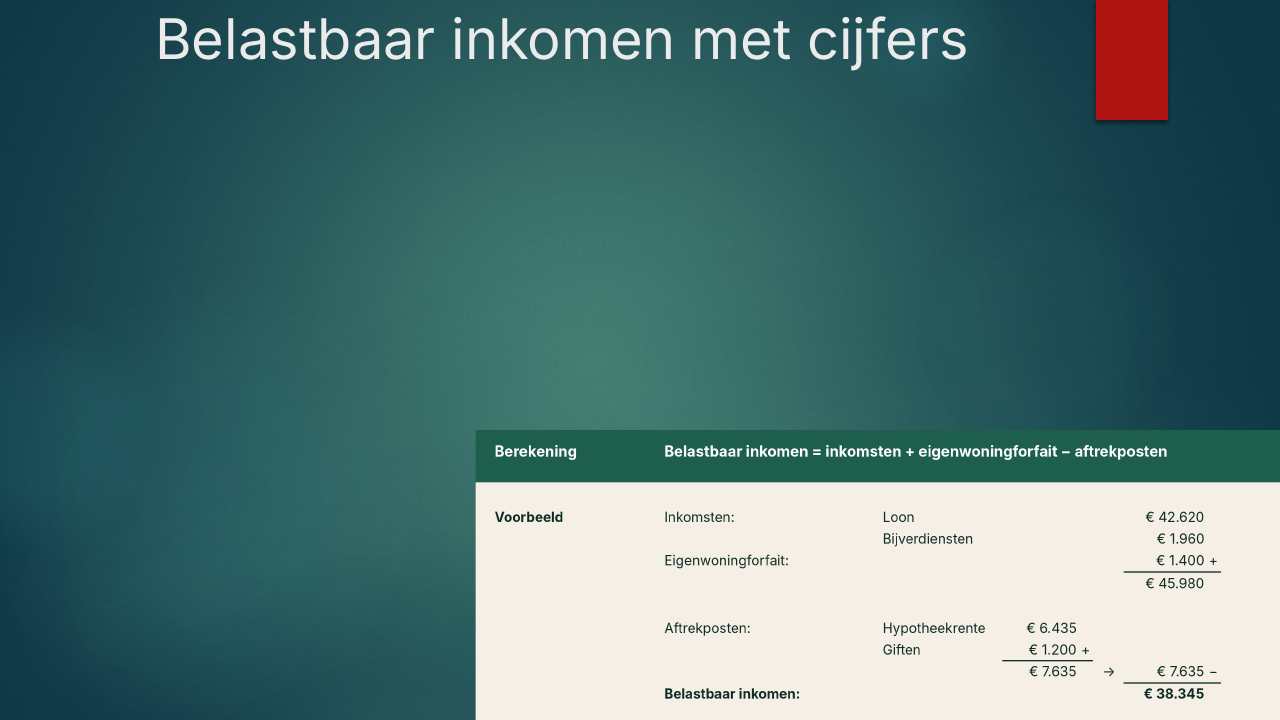 Belastbaar inkomen met cijfers
Berekening Belastbaar inkomen = inkomsten + eigenwoningforfait − aftrekposten
Voorbeeld Inkomsten: Loon € 42.620
Bijverdiensten € 1.960
Eigenwoningforfait: € 1.400 +
€ 45.980
Aftrekposten: Hypotheekrente € 6.435
Giften € 1.200 +
€ 7.635 → € 7.635 −
Belastbaar inkomen: € 38.345